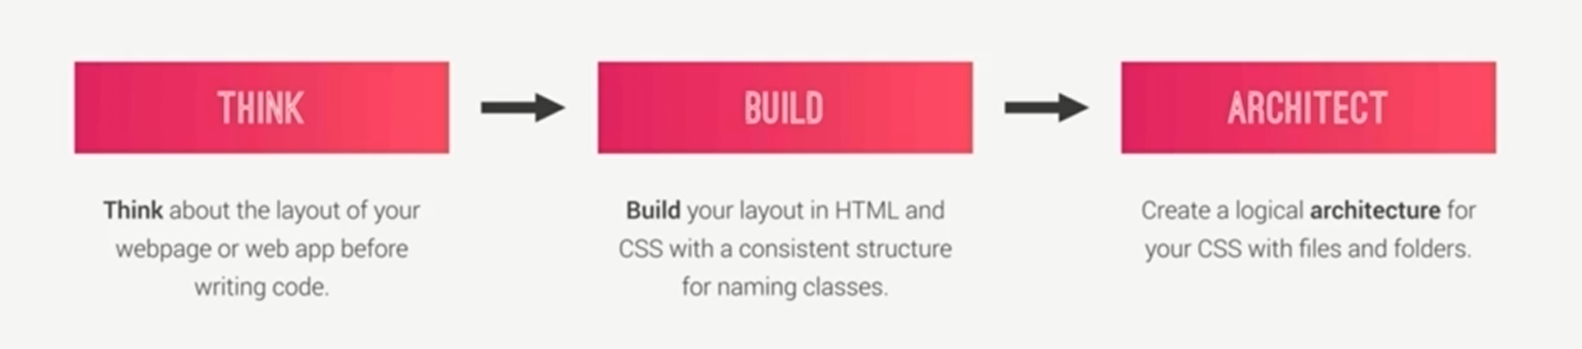 THINK
Think about the layout of your
webpage or web app before
writing code.
BUILD
Build your layout in HTML and
CSS with a consistent structure
for naming classes.
ARCHITECT
Create a logical architecture for
your CSS with files and folders.